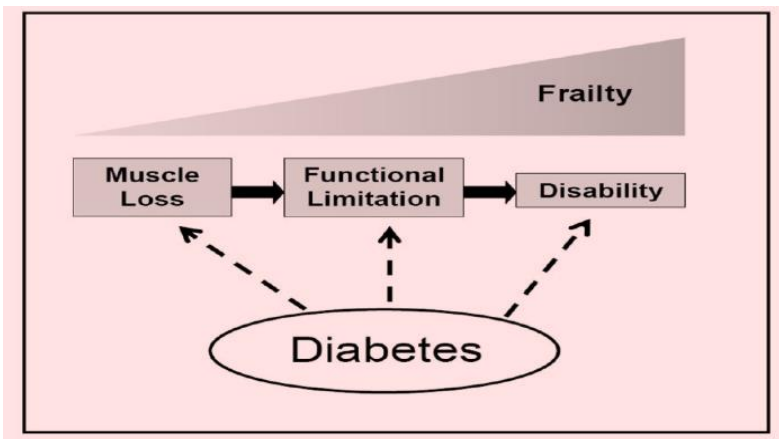 Frailty
Muscle
Loss
Functional
Limitation
Disability
Diabetes